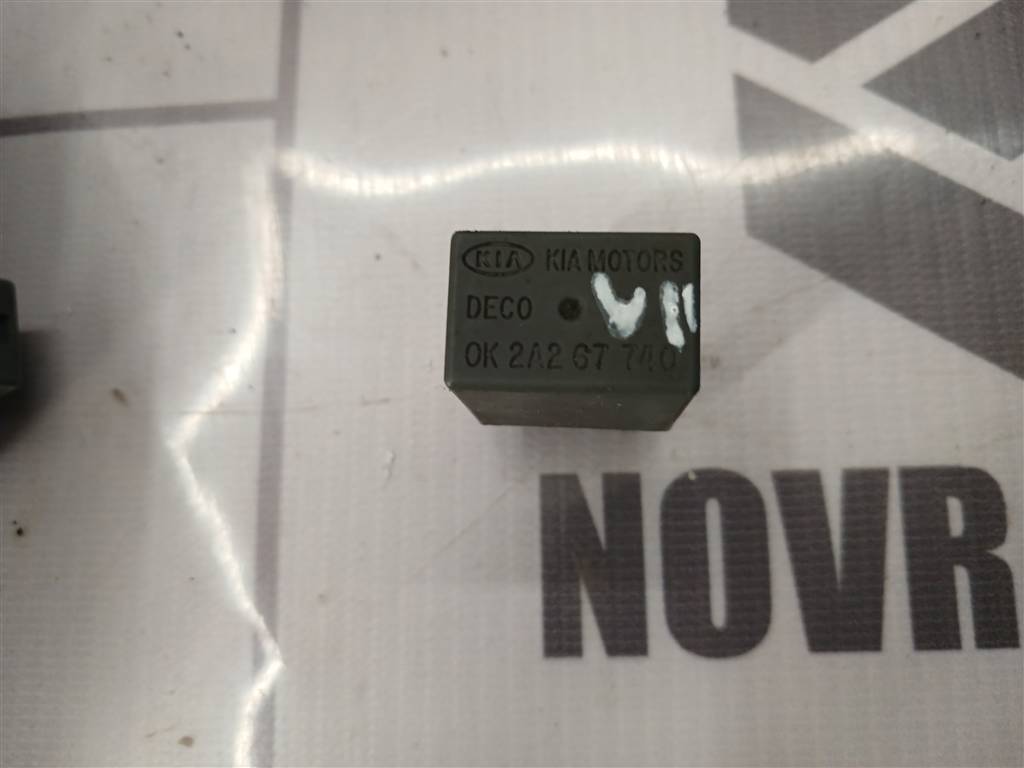 KIA KIA MOTORS
DECO
OK 2A2 67 740
NOVR